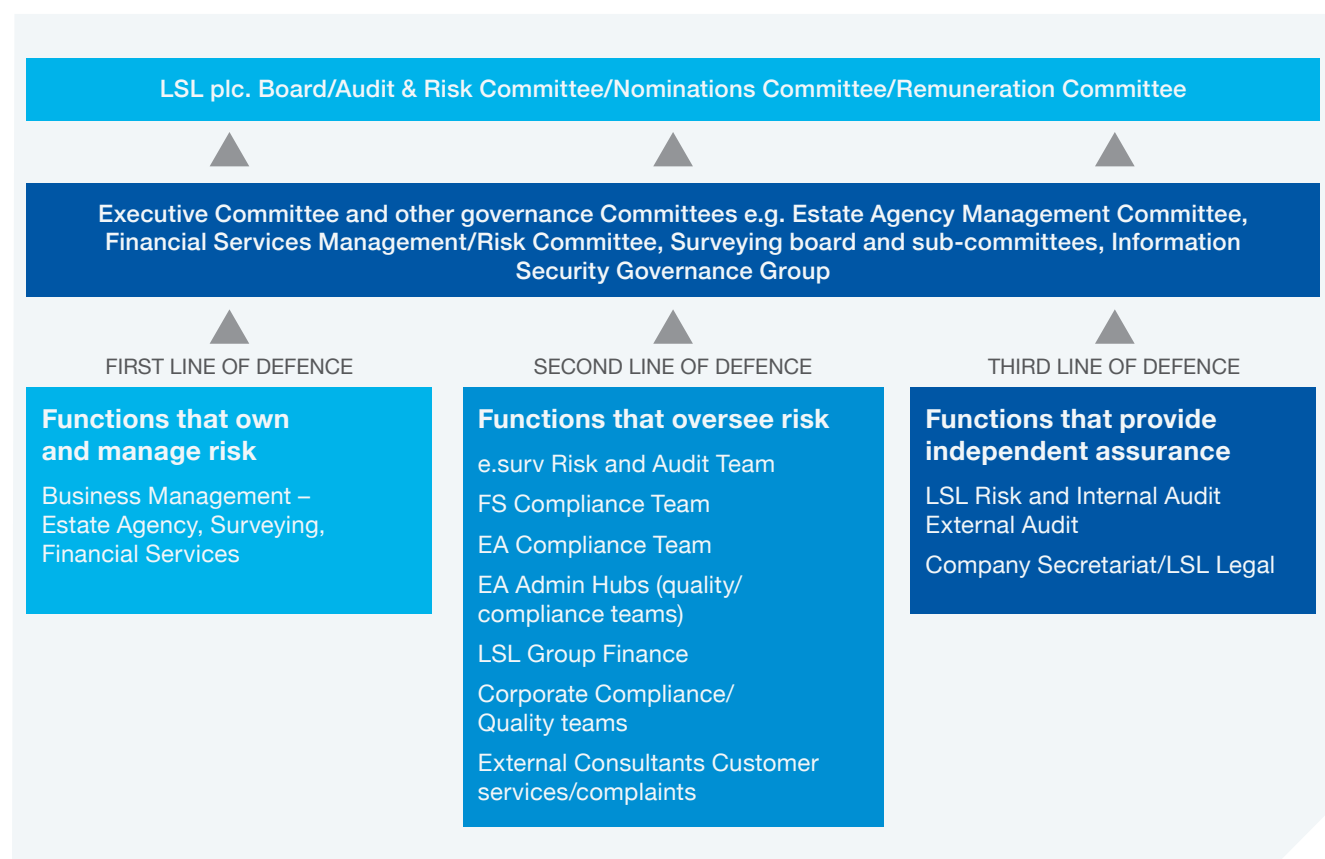 LSL plc. Board/Audit & Risk Committee/Nominations Committee/Remuneration Committee
Executive Committee and other governance Committees e.g. Estate Agency Management Committee,
Financial Services Management/Risk Committee, Surveying board and sub-committees, Information
Security Governance Group
FIRST LINE OF DEFENCE
Functions that own
and manage risk
Business Management –
Estate Agency, Surveying,
Financial Services
SECOND LINE OF DEFENCE
Functions that oversee risk
e.surv Risk and Audit Team
FS Compliance Team
EA Compliance Team
EA Admin Hubs (quality/
compliance teams)
LSL Group Finance
Corporate Compliance/
Quality teams
External Consultants Customer
services/complaints
THIRD LINE OF DEFENCE
Functions that provide
independent assurance
LSL Risk and Internal Audit
External Audit
Company Secretariat/LSL Legal